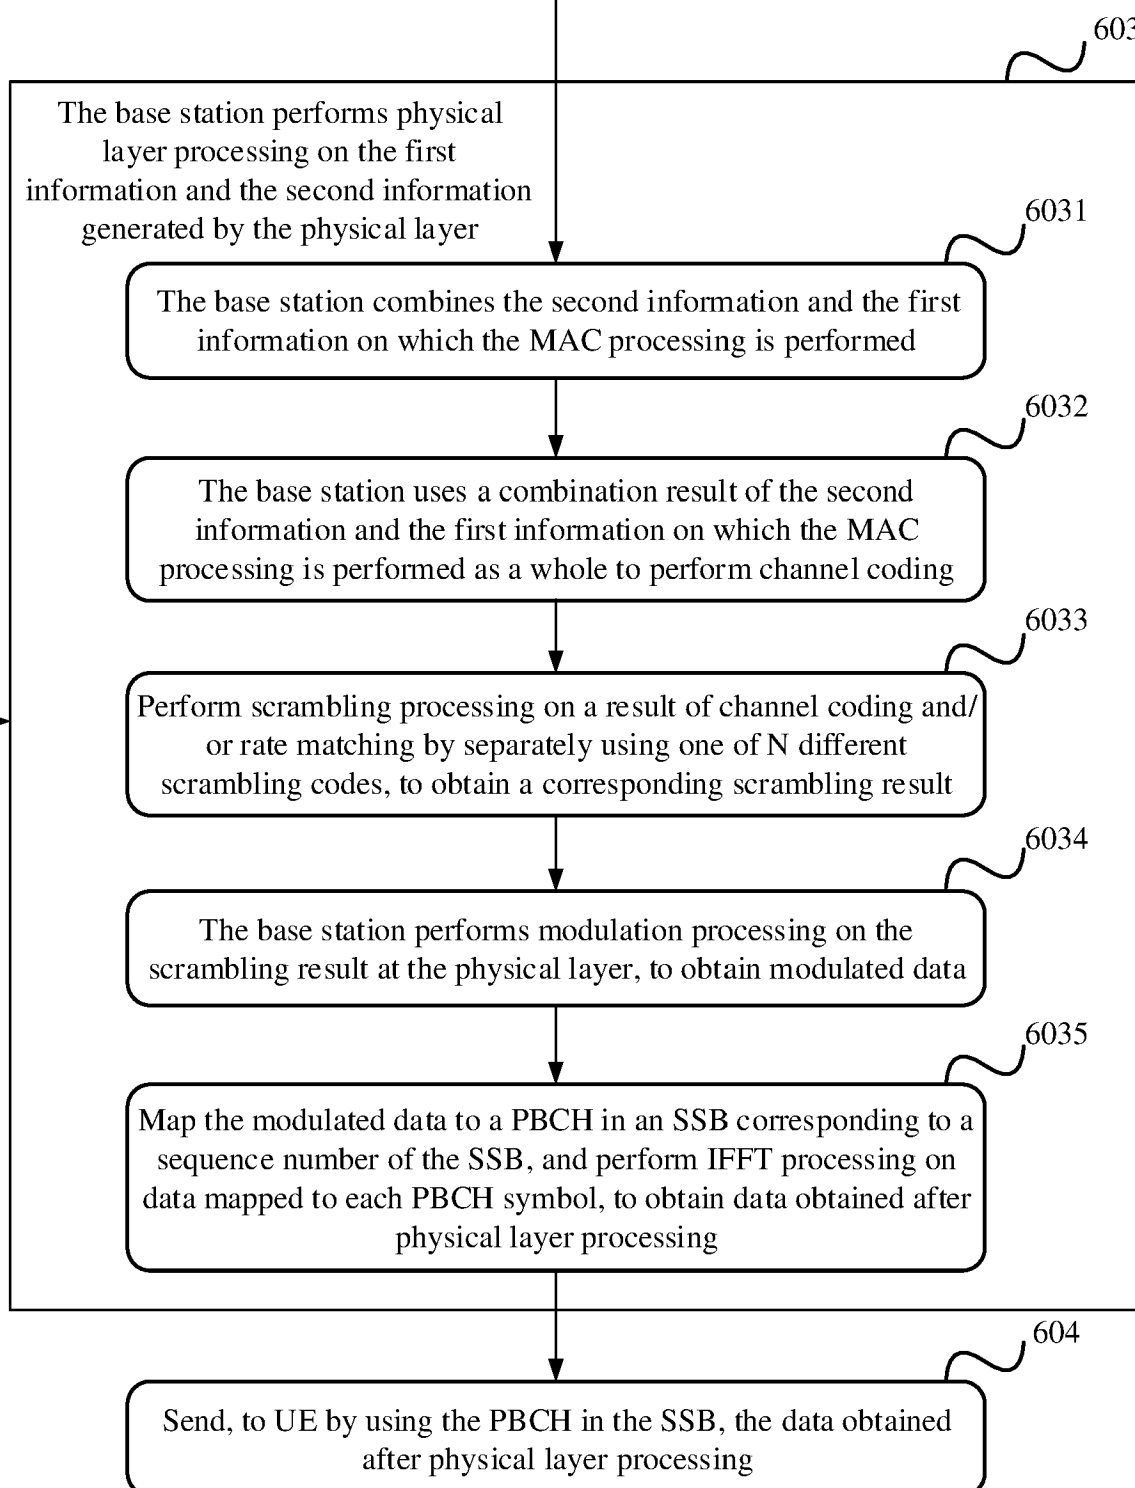 603
The base station performs physical
layer processing on the first
information and the second information
generated by the physical layer
6031
The base station combines the second information and the first
information on which the MAC processing is performed
6032
The base station uses a combination result of the second
information and the first information on which the MAC
processing is performed as a whole to perform channel coding
6033
Perform scrambling processing on a result of channel coding and/
or rate matching by separately using one of N different
scrambling codes, to obtain a corresponding scrambling result
6034
The base station performs modulation processing on the
scrambling result at the physical layer, to obtain modulated data
6035
Map the modulated data to a PBCH in an SSB corresponding to a
sequence number of the SSB, and perform IFFT processing on
data mapped to each PBCH symbol, to obtain data obtained after
physical layer processing
604
Send, to UE by using the PBCH in the SSB, the data obtained
after physical layer processing